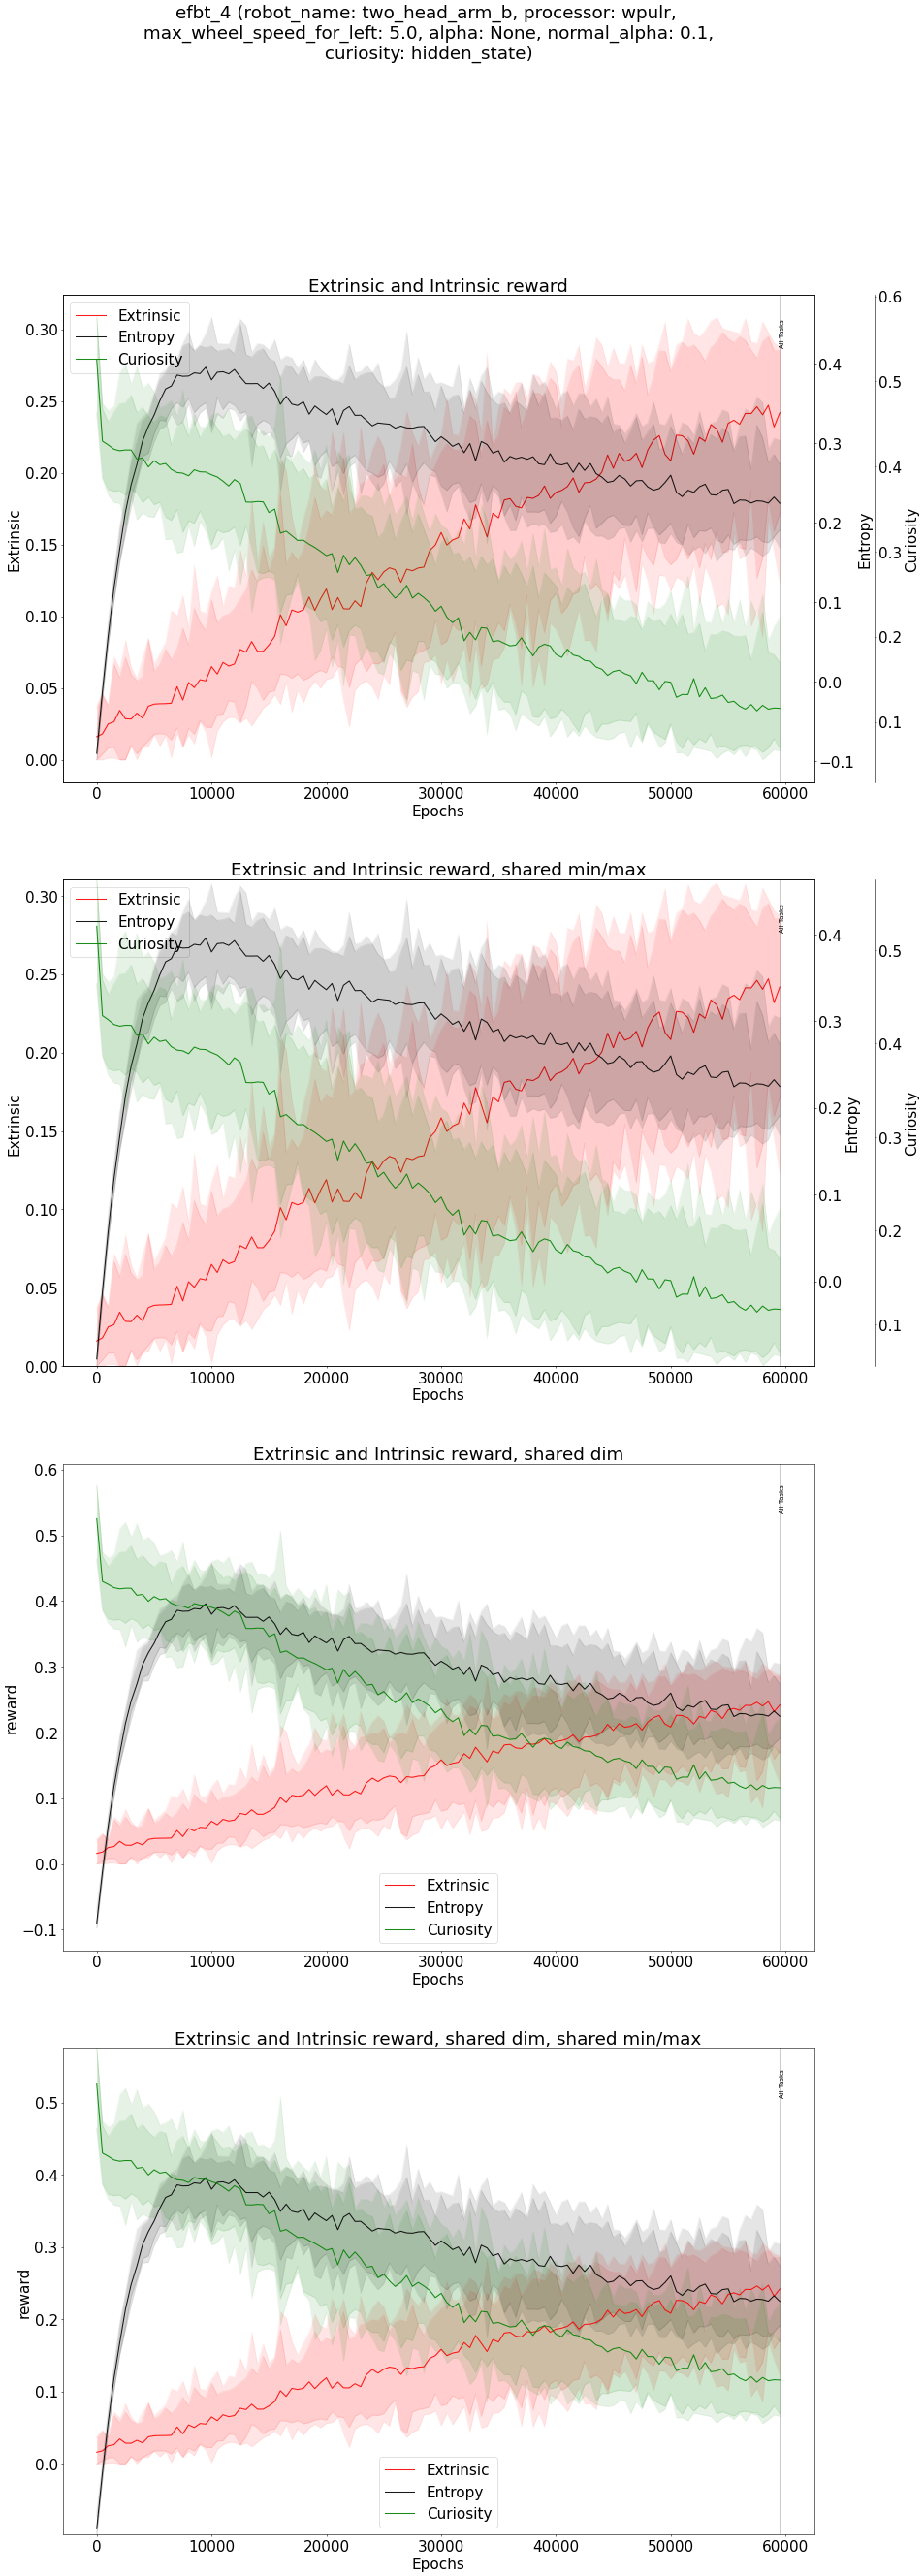 efbt_4 (robot_name: two_head_arm_b, processor: wpulr,
max_wheel_speed_for_left: 5.0, alpha: None, normal_alpha: 0.1,
curiosity: hidden_state)
Extrinsic and Intrinsic reward
Extrinsic
Entropy
Curiosity
All Tasks
0.30
0.25
0.20
0.15
0.10
0.05
0.00
Extrinsic
0.4
0.3
0.2
0.1
0.0
−0.1
Entropy
0.6
0.5
0.4
0.3
0.2
0.1
Curiosity
0 10000 20000 30000 40000 50000 60000
Epochs
Extrinsic and Intrinsic reward, shared min/max
Extrinsic
Entropy
Curiosity
All Tasks
0.30
0.25
0.20
0.15
0.10
0.05
0.00
Extrinsic
0.4
0.3
0.2
0.1
0.0
Entropy
0.5
0.4
0.3
0.2
0.1
Curiosity
0 10000 20000 30000 40000 50000 60000
Epochs
Extrinsic and Intrinsic reward, shared dim
All Tasks
0.6
0.5
0.4
0.3
0.2
0.1
0.0
−0.1
reward
Extrinsic
Entropy
Curiosity
0 10000 20000 30000 40000 50000 60000
Epochs
Extrinsic and Intrinsic reward, shared dim, shared min/max
All Tasks
0.5
0.4
0.3
0.2
0.1
0.0
reward
Extrinsic
Entropy
Curiosity
0 10000 20000 30000 40000 50000 60000
Epochs